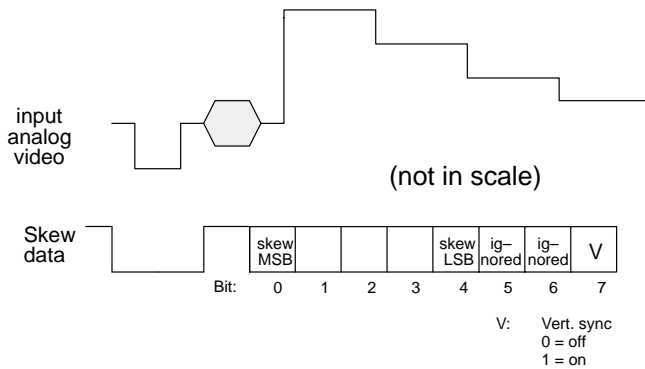 input
analog
video
(not in scale)
Skew
data
skew
MSB
skew
LSB
ig–
nored
ig–
nored
V
Bit: 0 1 2 3 4 5 6 7
V: Vert. sync
0 = off
1 = on